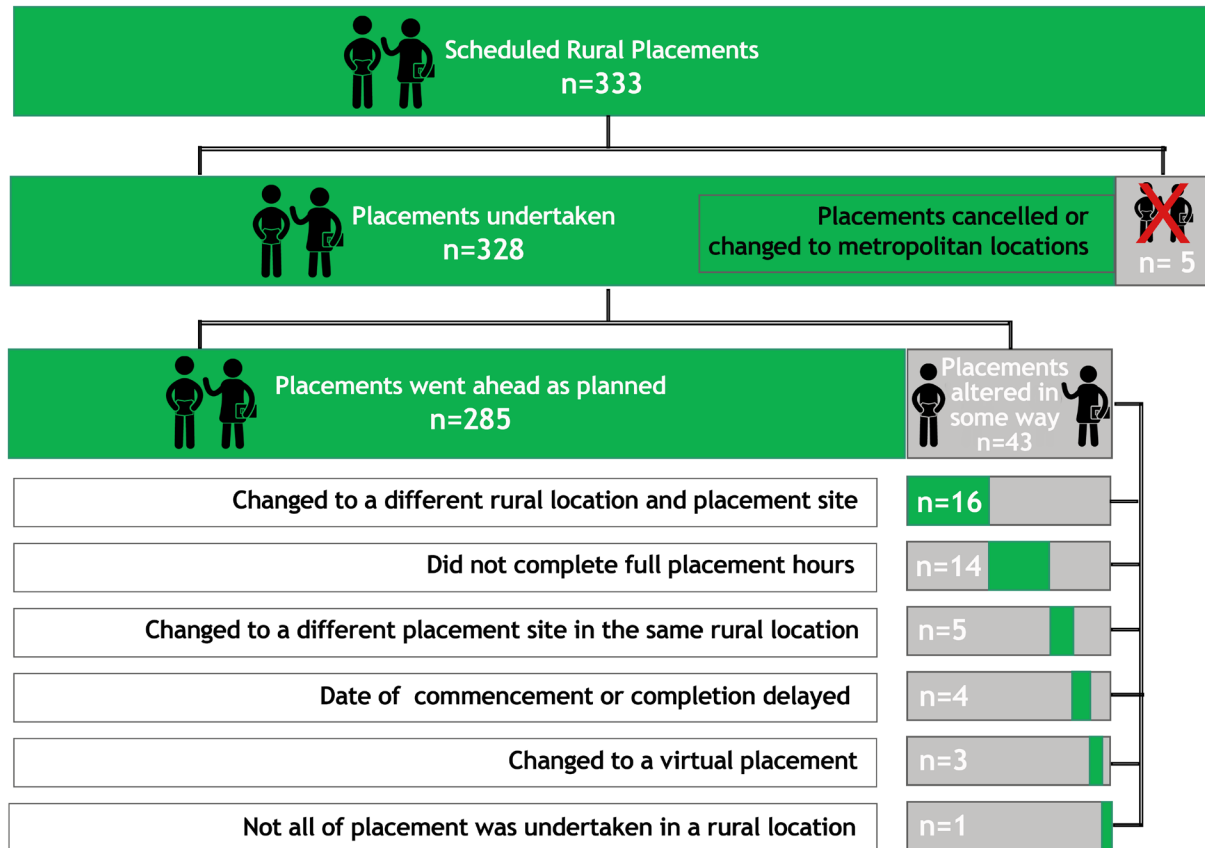 Scheduled Rural Placements
n=333
Placements undertaken
n=328
Placements cancelled or
changed to metropolitan locations
n= 5
Placements went ahead as planned
n=285
Placements
altered in
some way
n=43
Changed to a different rural location and placement site
n=16
Did not complete full placement hours
n=14
Changed to a different placement site in the same rural location
n=5
Date of commencement or completion delayed
n=4
Changed to a virtual placement
n=3
Not all of placement was undertaken in a rural location
n=1